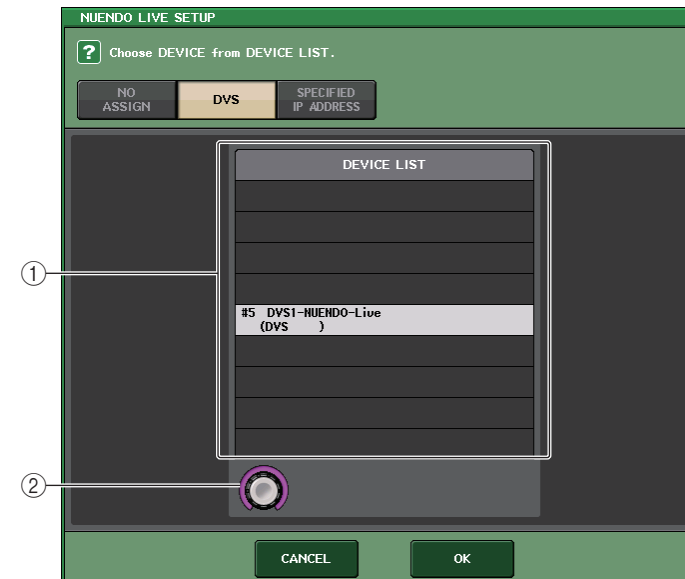 NUENDO LIVE SETUP
? Choose DEVICE from DEVICE LIST.
NO
ASSIGN
DVS
SPECIFIED
IP ADDRESS
DEVICE LIST
①
#5 DVS1-NUENDO-Live
(DVS )
②
CANCEL
OK